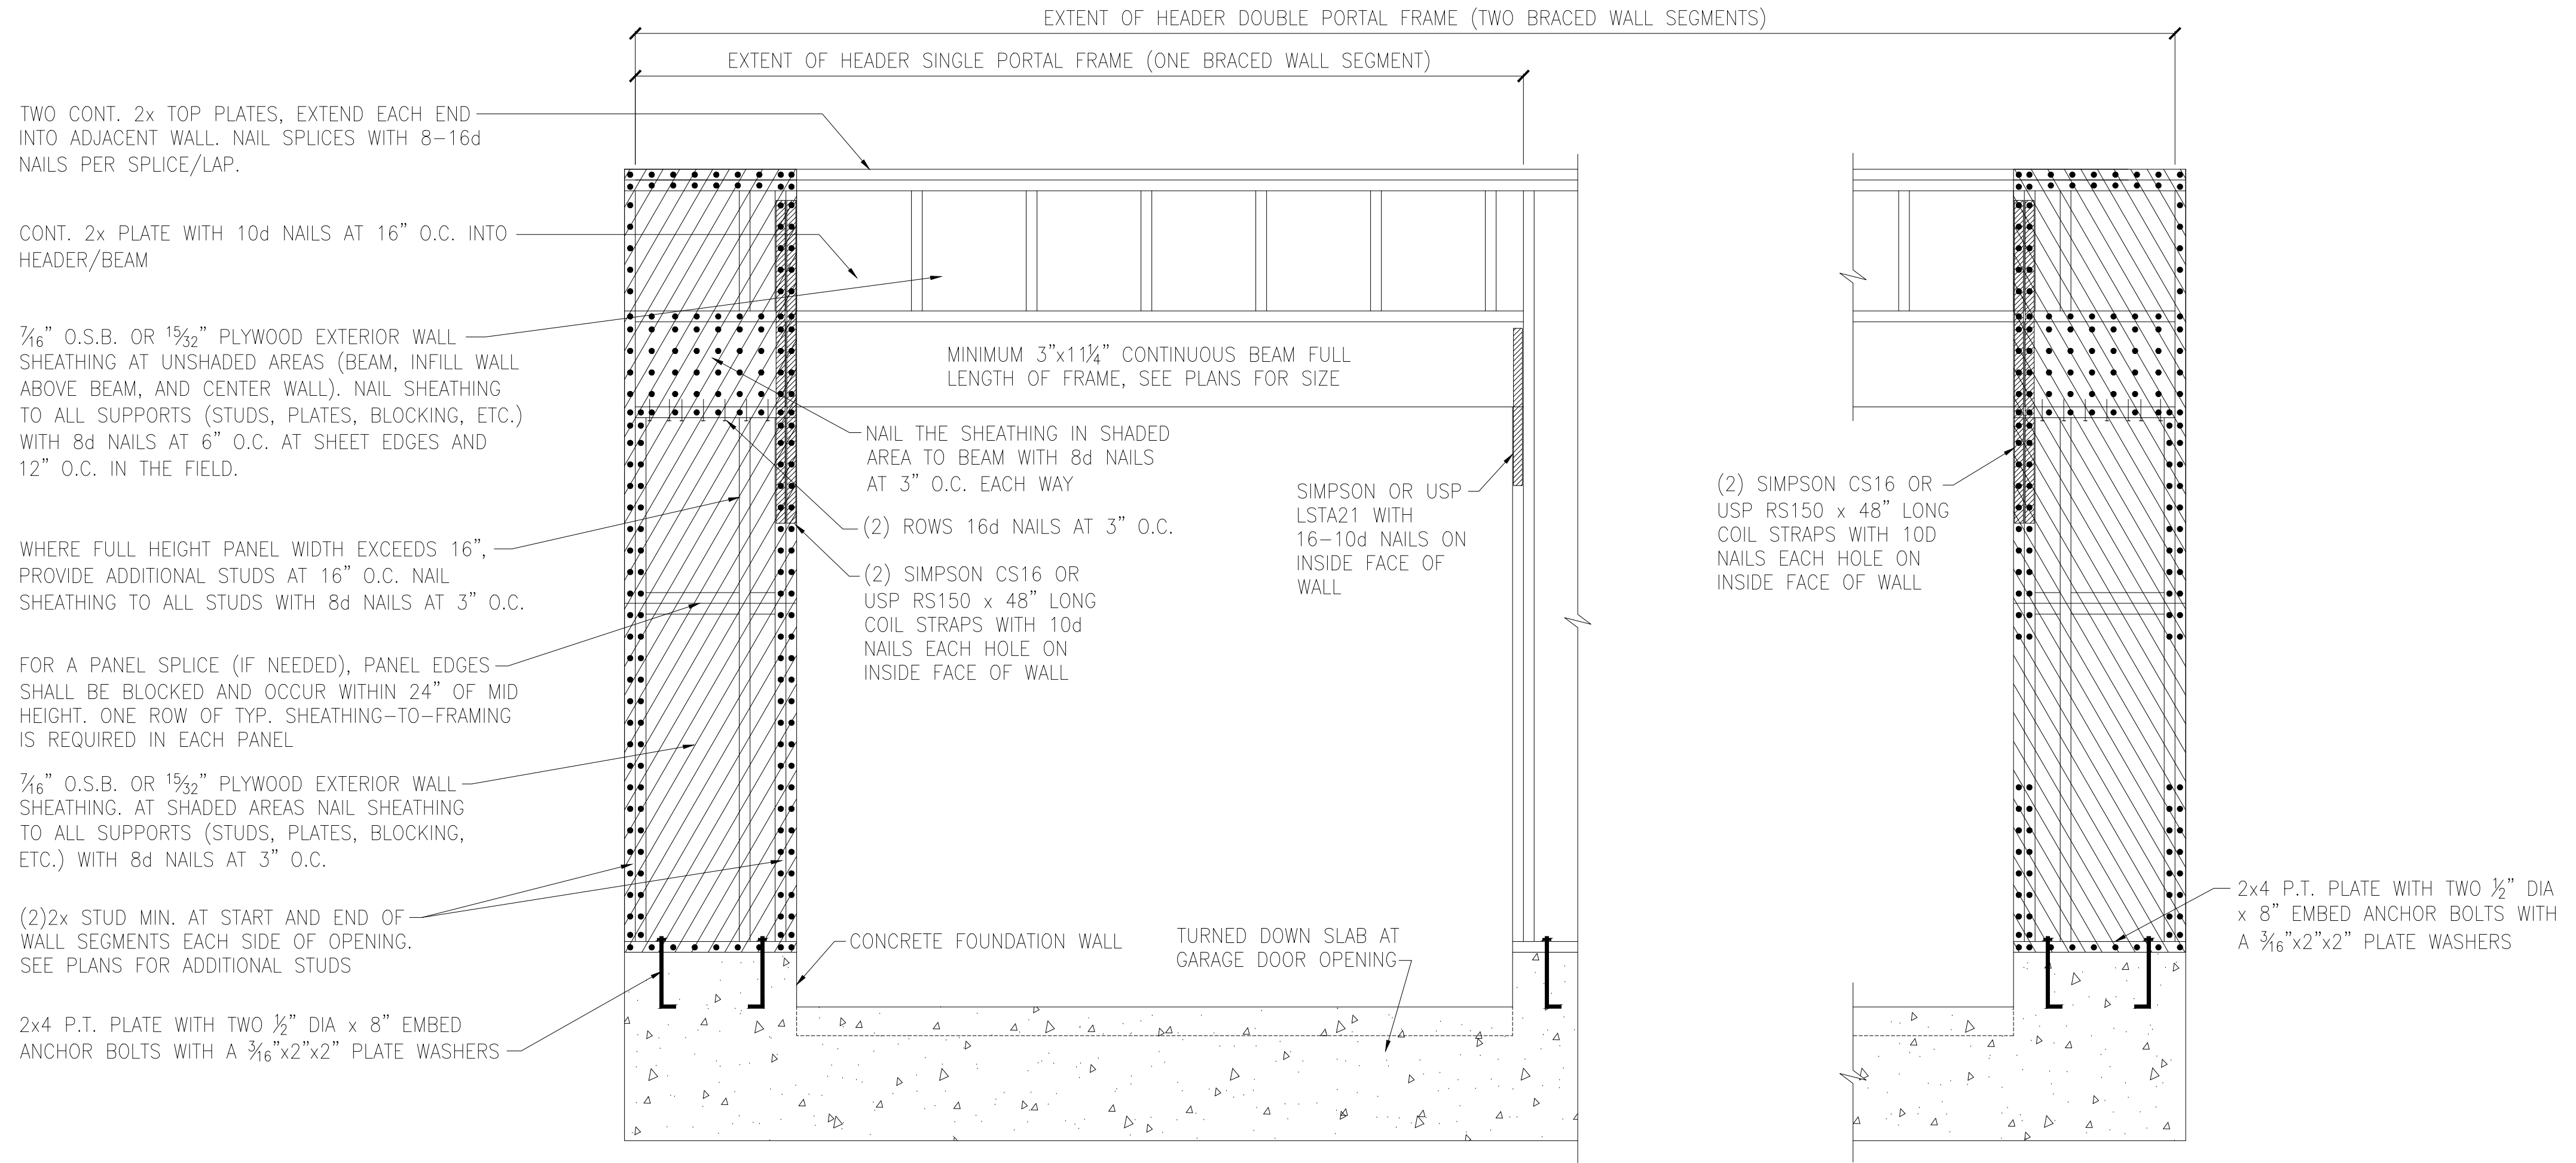 EXTENT OF HEADER DOUBLE PORTAL FRAME (TWO BRACED WALL SEGMENTS)
EXTENT OF HEADER SINGLE PORTAL FRAME (ONE BRACED WALL SEGMENT)
TWO CONT. 2x TOP PLATES, EXTEND EACH END
INTO ADJACENT WALL. NAIL SPLICES WITH 8-16d
NAILS PER SPLICE/LAP.
CONT. 2x PLATE WITH 10d NAILS AT 16" O.C. INTO
HEADER/BEAM
7/16" O.S.B. OR 15/32" PLYWOOD EXTERIOR WALL
SHEATHING AT UNSHADED AREAS (BEAM, INFILL WALL
ABOVE BEAM, AND CENTER WALL). NAIL SHEATHING
TO ALL SUPPORTS (STUDS, PLATES, BLOCKING, ETC.)
WITH 8d NAILS AT 6" O.C. AT SHEET EDGES AND
12" O.C. IN THE FIELD.
WHERE FULL HEIGHT PANEL WIDTH EXCEEDS 16",
PROVIDE ADDITIONAL STUDS AT 16" O.C. NAIL
SHEATHING TO ALL STUDS WITH 8d NAILS AT 3" O.C.
FOR A PANEL SPLICE (IF NEEDED), PANEL EDGES
SHALL BE BLOCKED AND OCCUR WITHIN 24" OF MID
HEIGHT. ONE ROW OF TYP. SHEATHING-TO-FRAMING
IS REQUIRED IN EACH PANEL
7/16" O.S.B. OR 15/32" PLYWOOD EXTERIOR WALL
SHEATHING. AT SHADED AREAS NAIL SHEATHING
TO ALL SUPPORTS (STUDS, PLATES, BLOCKING,
ETC.) WITH 8d NAILS AT 3" O.C.
(2)2x STUD MIN. AT START AND END OF
WALL SEGMENTS EACH SIDE OF OPENING.
SEE PLANS FOR ADDITIONAL STUDS
2x4 P.T. PLATE WITH TWO 1/2" DIA x 8" EMBED
ANCHOR BOLTS WITH A 3/16"x2"x2" PLATE WASHERS
MINIMUM 3"x11 1/4" CONTINUOUS BEAM FULL
LENGTH OF FRAME, SEE PLANS FOR SIZE
NAIL THE SHEATHING IN SHADED
AREA TO BEAM WITH 8d NAILS
AT 3" O.C. EACH WAY
(2) ROWS 16d NAILS AT 3" O.C.
(2) SIMPSON CS16 OR
USP RS150 x 48" LONG
COIL STRAPS WITH 10d
NAILS EACH HOLE ON
INSIDE FACE OF WALL
SIMPSON OR USP
LSTA21 WITH
16-10d NAILS ON
INSIDE FACE OF
WALL
CONCRETE FOUNDATION WALL
TURNED DOWN SLAB AT
GARAGE DOOR OPENING
(2) SIMPSON CS16 OR
USP RS150 x 48" LONG
COIL STRAPS WITH 10D
NAILS EACH HOLE ON
INSIDE FACE OF WALL
2x4 P.T. PLATE WITH TWO 1/2" DIA
x 8" EMBED ANCHOR BOLTS WITH
A 3/16"x2"x2" PLATE WASHERS